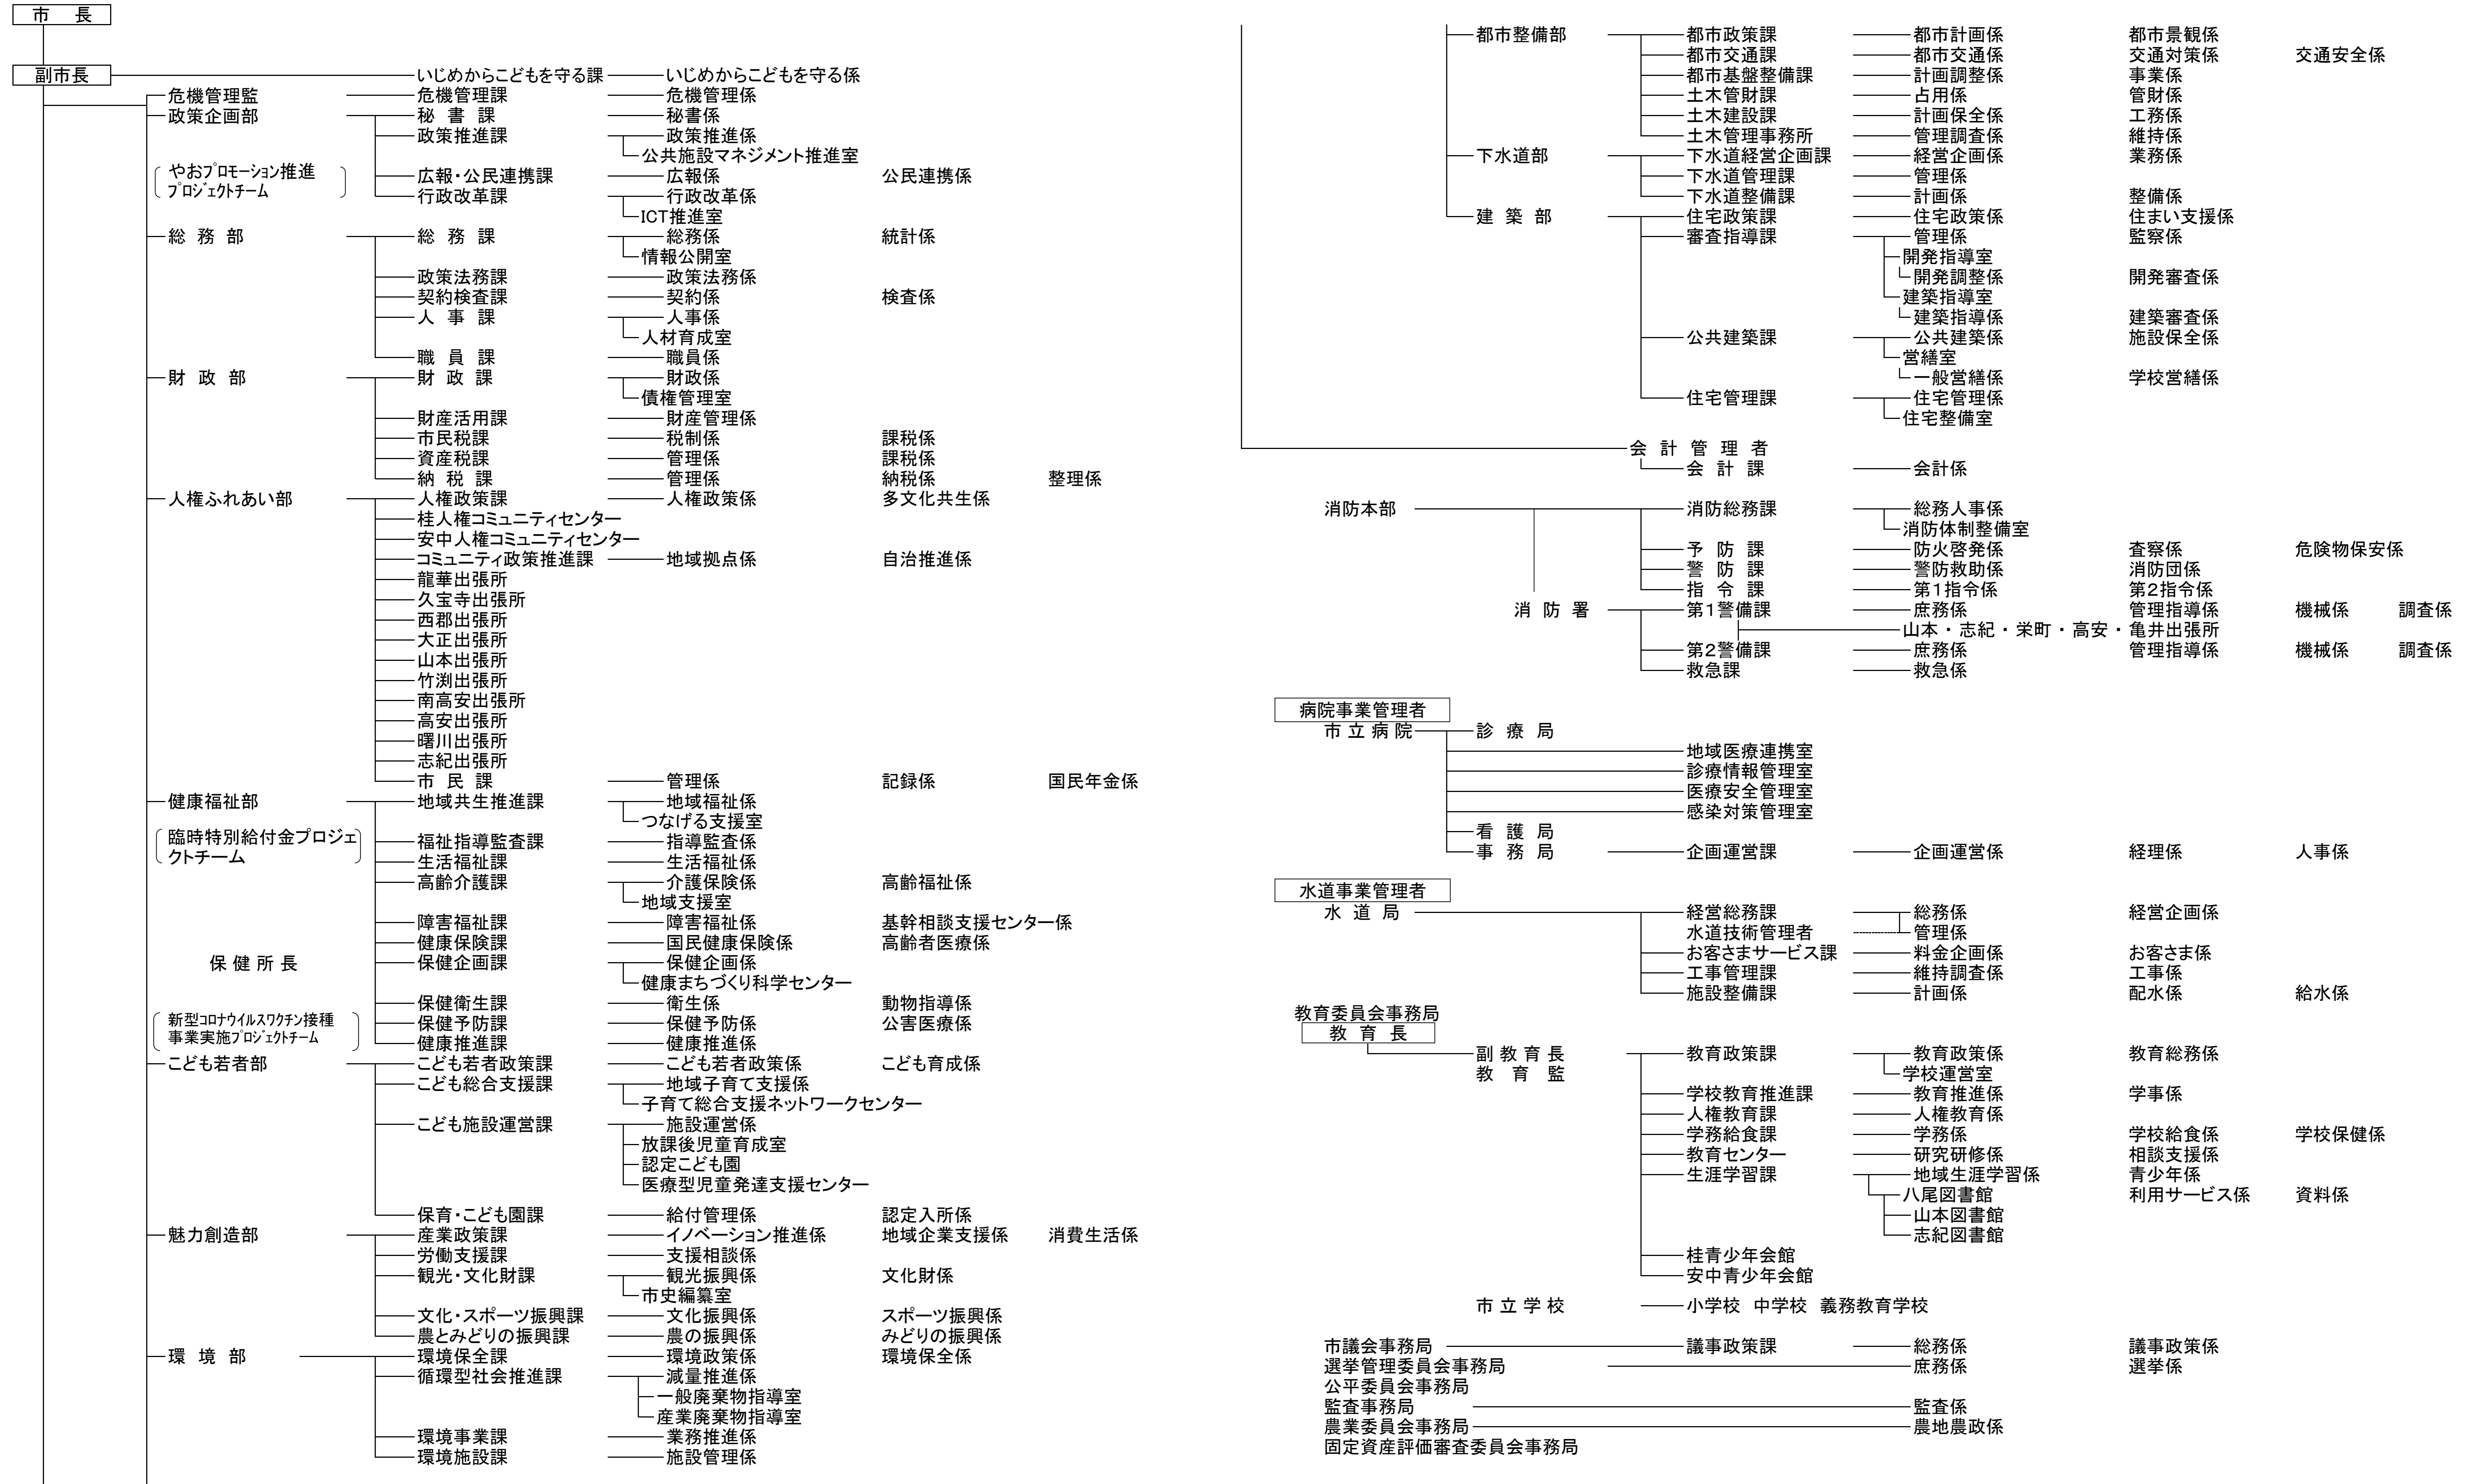 市 長
副市長 いじめからこどもを守る課 いじめからこどもを守る係
危機管理監 危機管理課 危機管理係
政策企画部 秘 書 課 秘書係
政策推進課 政策推進係
公共施設マネジメント推進室
やおプロモーション推進
プロジェクトチーム
広報・公民連携課 広報係 公民連携係
行政改革課 行政改革係
ICT推進室
総 務 部 総 務 課 総務係 統計係
情報公開室
政策法務課 政策法務係
契約検査課 契約係 検査係
人 事 課 人事係
人材育成室
職 員 課 職員係
財 政 部 財 政 課 財政係
債権管理室
財産活用課 財産管理係
市民税課 税制係 課税係
資産税課 管理係 課税係
納 税 課 管理係 納税係 整理係
人権ふれあい部 人権政策課 人権政策係 多文化共生係
桂人権コミュニティセンター
安中人権コミュニティセンター
コミュニティ政策推進課 地域拠点係 自治推進係
龍華出張所
久宝寺出張所
西郡出張所
大正出張所
山本出張所
竹渕出張所
南高安出張所
高安出張所
曙川出張所
志紀出張所
市 民 課 管理係 記録係 国民年金係
健康福祉部 地域共生推進課 地域福祉係
つなげる支援室
臨時特別給付金プロジェ
クトチーム
福祉指導監査課 指導監査係
生活福祉課 生活福祉係
高齢介護課 介護保険係 高齢福祉係
地域支援室
障害福祉課 障害福祉係 基幹相談支援センター係
健康保険課 国民健康保険係 高齢者医療係
保 健 所 長 保健企画課 保健企画係
健康まちづくり科学センター
保健衛生課 衛生係 動物指導係
新型コロナウイルスワクチン接種
事業実施プロジェクトチーム
保健予防課 保健予防係 公害医療係
健康推進課 健康推進係
こども若者部 こども若者政策課 こども若者政策係 こども育成係
こども総合支援課 地域子育て支援係
子育て総合支援ネットワークセンター
こども施設運営課 施設運営係
放課後児童育成室
認定こども園
医療型児童発達支援センター
保育・こども園課 給付管理係 認定入所係
魅力創造部 産業政策課 イノベーション推進係 地域企業支援係 消費生活係
労働支援課 支援相談係
観光・文化財課 観光振興係 文化財係
市史編纂室
文化・スポーツ振興課 文化振興係 スポーツ振興係
農とみどりの振興課 農の振興係 みどりの振興係
環 境 部 環境保全課 環境政策係 環境保全係
循環型社会推進課 減量推進係
一般廃棄物指導室
産業廃棄物指導室
環境事業課 業務推進係
環境施設課 施設管理係
都市整備部 都市政策課 都市計画係 都市景観係
都市交通課 都市交通係 交通対策係 交通安全係
都市基盤整備課 計画調整係 事業係
土木管財課 占用係 管財係
土木建設課 計画保全係 工務係
土木管理事務所 管理調査係 維持係
下水道部 下水道経営企画課 経営企画係 業務係
下水道管理課 管理係
下水道整備課 計画係 整備係
建 築 部 住宅政策課 住宅政策係 住まい支援係
審査指導課 管理係 監察係
開発指導室
開発調整係 開発審査係
建築指導室
建築指導係 建築審査係
公共建築課 公共建築係 施設保全係
営繕室
一般営繕係 学校営繕係
住宅管理課 住宅管理係
住宅整備室
会 計 管 理 者
会 計 課 会計係
消防本部 消防総務課 総務人事係
消防体制整備室
予 防 課 防火啓発係 査察係 危険物保安係
警 防 課 警防救助係 消防団係
指 令 課 第1指令係 第2指令係
消 防 署 第1警備課 庶務係 管理指導係 機械係 調査係
山本・志紀・栄町・高安・亀井出張所
第2警備課 庶務係 管理指導係 機械係 調査係
救急課 救急係
病院事業管理者
市 立 病 院 診 療 局
地域医療連携室
診療情報管理室
医療安全管理室
感染対策管理室
看 護 局
事 務 局 企画運営課 企画運営係 経理係 人事係
水道事業管理者
水 道 局 経営総務課 総務係 経営企画係
水道技術管理者 管理係
お客さまサービス課 料金企画係 お客さま係
工事管理課 維持調査係 工事係
施設整備課 計画係 配水係 給水係
教育委員会事務局
教 育 長
副 教 育 長 教育政策課 教育政策係 教育総務係
教 育 監 学校運営室
学校教育推進課 教育推進係 学事係
人権教育課 人権教育係
学務給食課 学務係 学校給食係 学校保健係
教育センター 研究研修係 相談支援係
生涯学習課 地域生涯学習係 青少年係
八尾図書館 利用サービス係 資料係
山本図書館
志紀図書館
桂青少年会館
安中青少年会館
市 立 学 校 小学校 中学校 義務教育学校
市議会事務局 議事政策課 総務係 議事政策係
選挙管理委員会事務局 庶務係 選挙係
公平委員会事務局
監査事務局 監査係
農業委員会事務局 農地農政係
固定資産評価審査委員会事務局